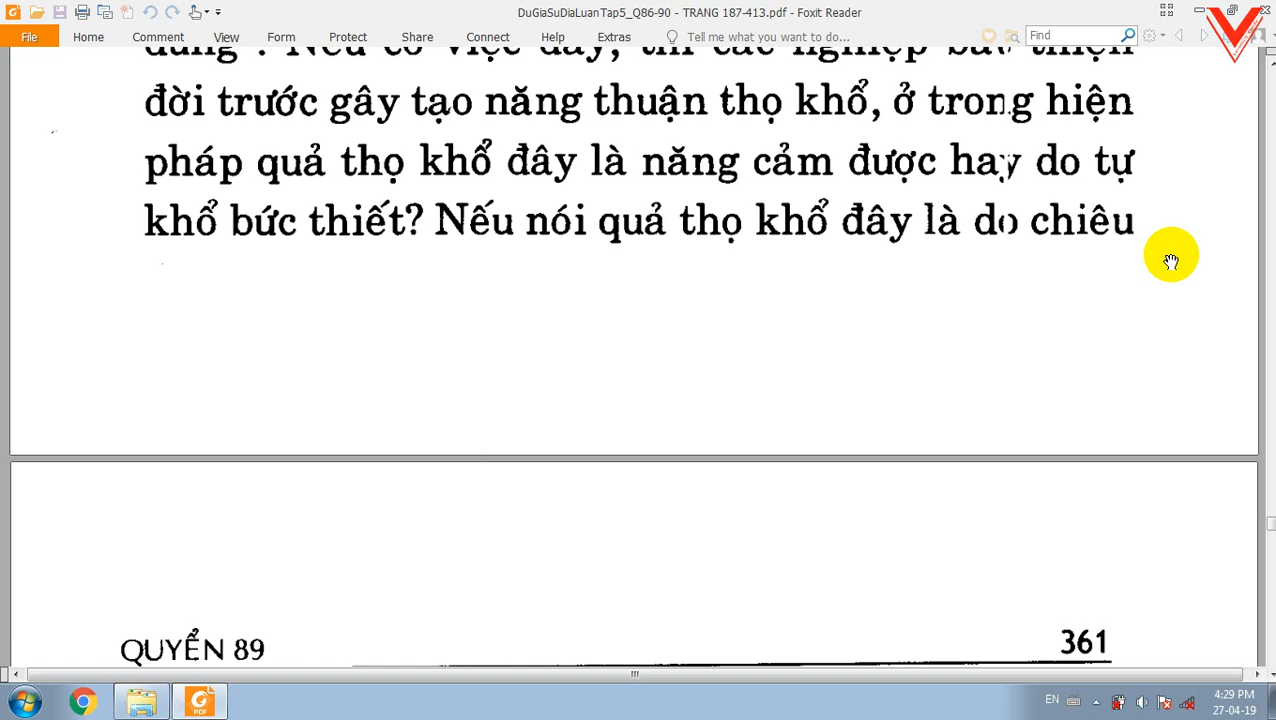 DuGiaSuDiaLuanTap5_Q86-90 - TRANG 187-413.pdf - Foxit Reader
File Home Comment View Form Protect Share Connect Help Extras Tell me what you want to do... Find
đời trước gây tạo năng thuận thọ khổ, ở trong hiện
pháp quả thọ khổ đây là năng cảm được hay do tự
khổ bức thiết? Nếu nói quả thọ khổ đây là do chiêu
QUYỂN 89 361
PDF
EN 4:29 PM
27-04-19